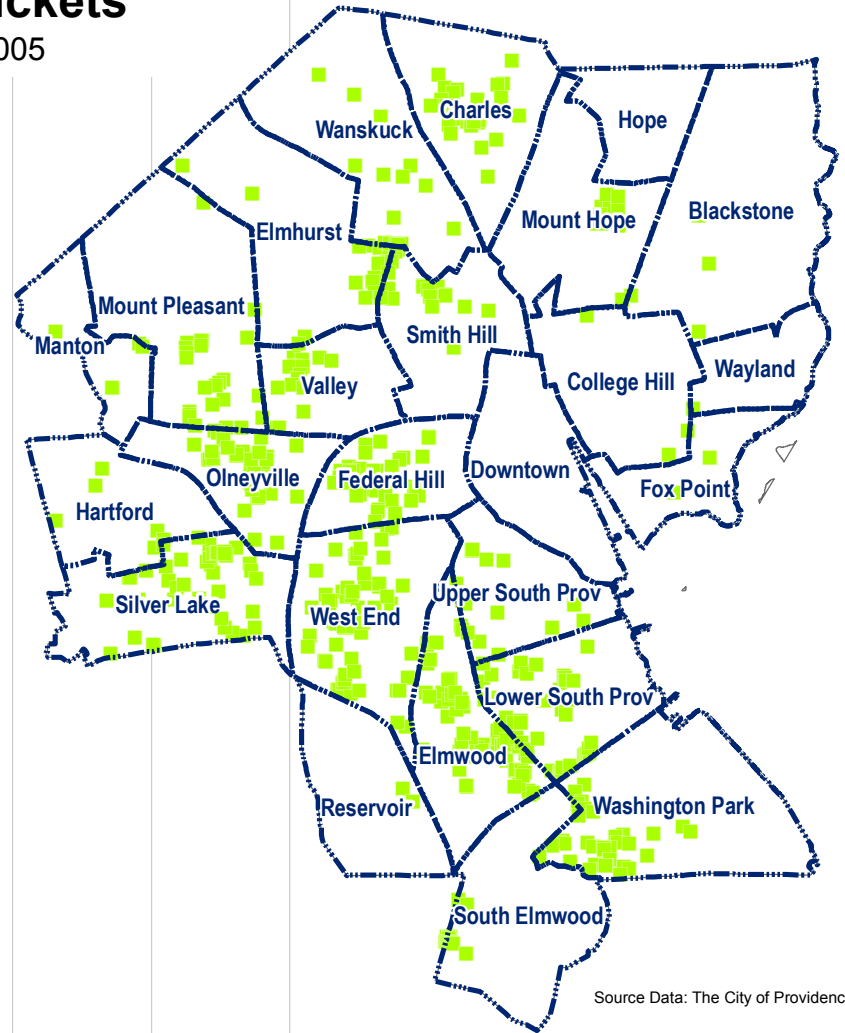 ickets
005
Charles
Hope
Wanskuck
Blackstone
Mount Hope
Elmhurst
Mount Pleasant
Smith Hill
Manton
Wayland
College Hill
Valley
Downtown
Olneyville
Federal Hill
Fox Point
Hartford
Upper South Prov
Silver Lake
West End
Lower South Prov
Elmwood
Washington Park
Reservoir
South Elmwood
Source Data: The City of Providenc